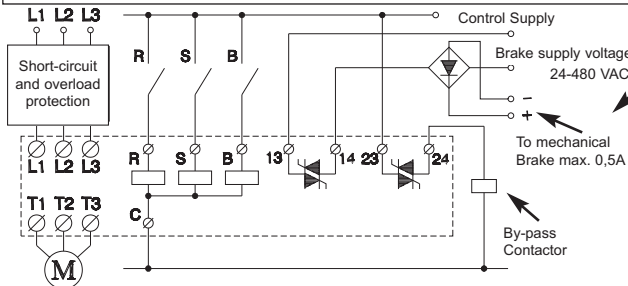 L1 L2 L3
Control Supply
Short-circuit
and overload
protection
R S B
Brake supply voltage
24-480 VAC
−
+
To mechanical
Brake max. 0,5A
L1 L2 L3
R S B 13 14 23 24
T1 T2 T3
C
By-pass
Contactor
M